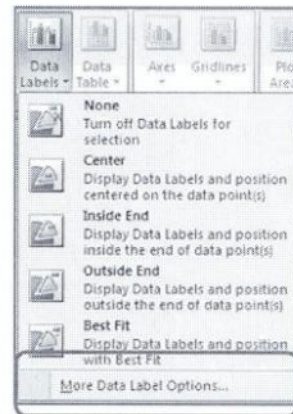 Data Labels
Data Table
Axes
Gridlines
Plo
Area
None
Turn off Data Labels for
selection
Center
Display Data Labels and position
centered on the data point(s)
Inside End
Display Data Labels and position
inside the end of data point(s)
Outside End
Display Data Labels and position
outside the end of data point(s)
Best Fit
Display Data Labels and position
with Best Fit
More Data Label Options...